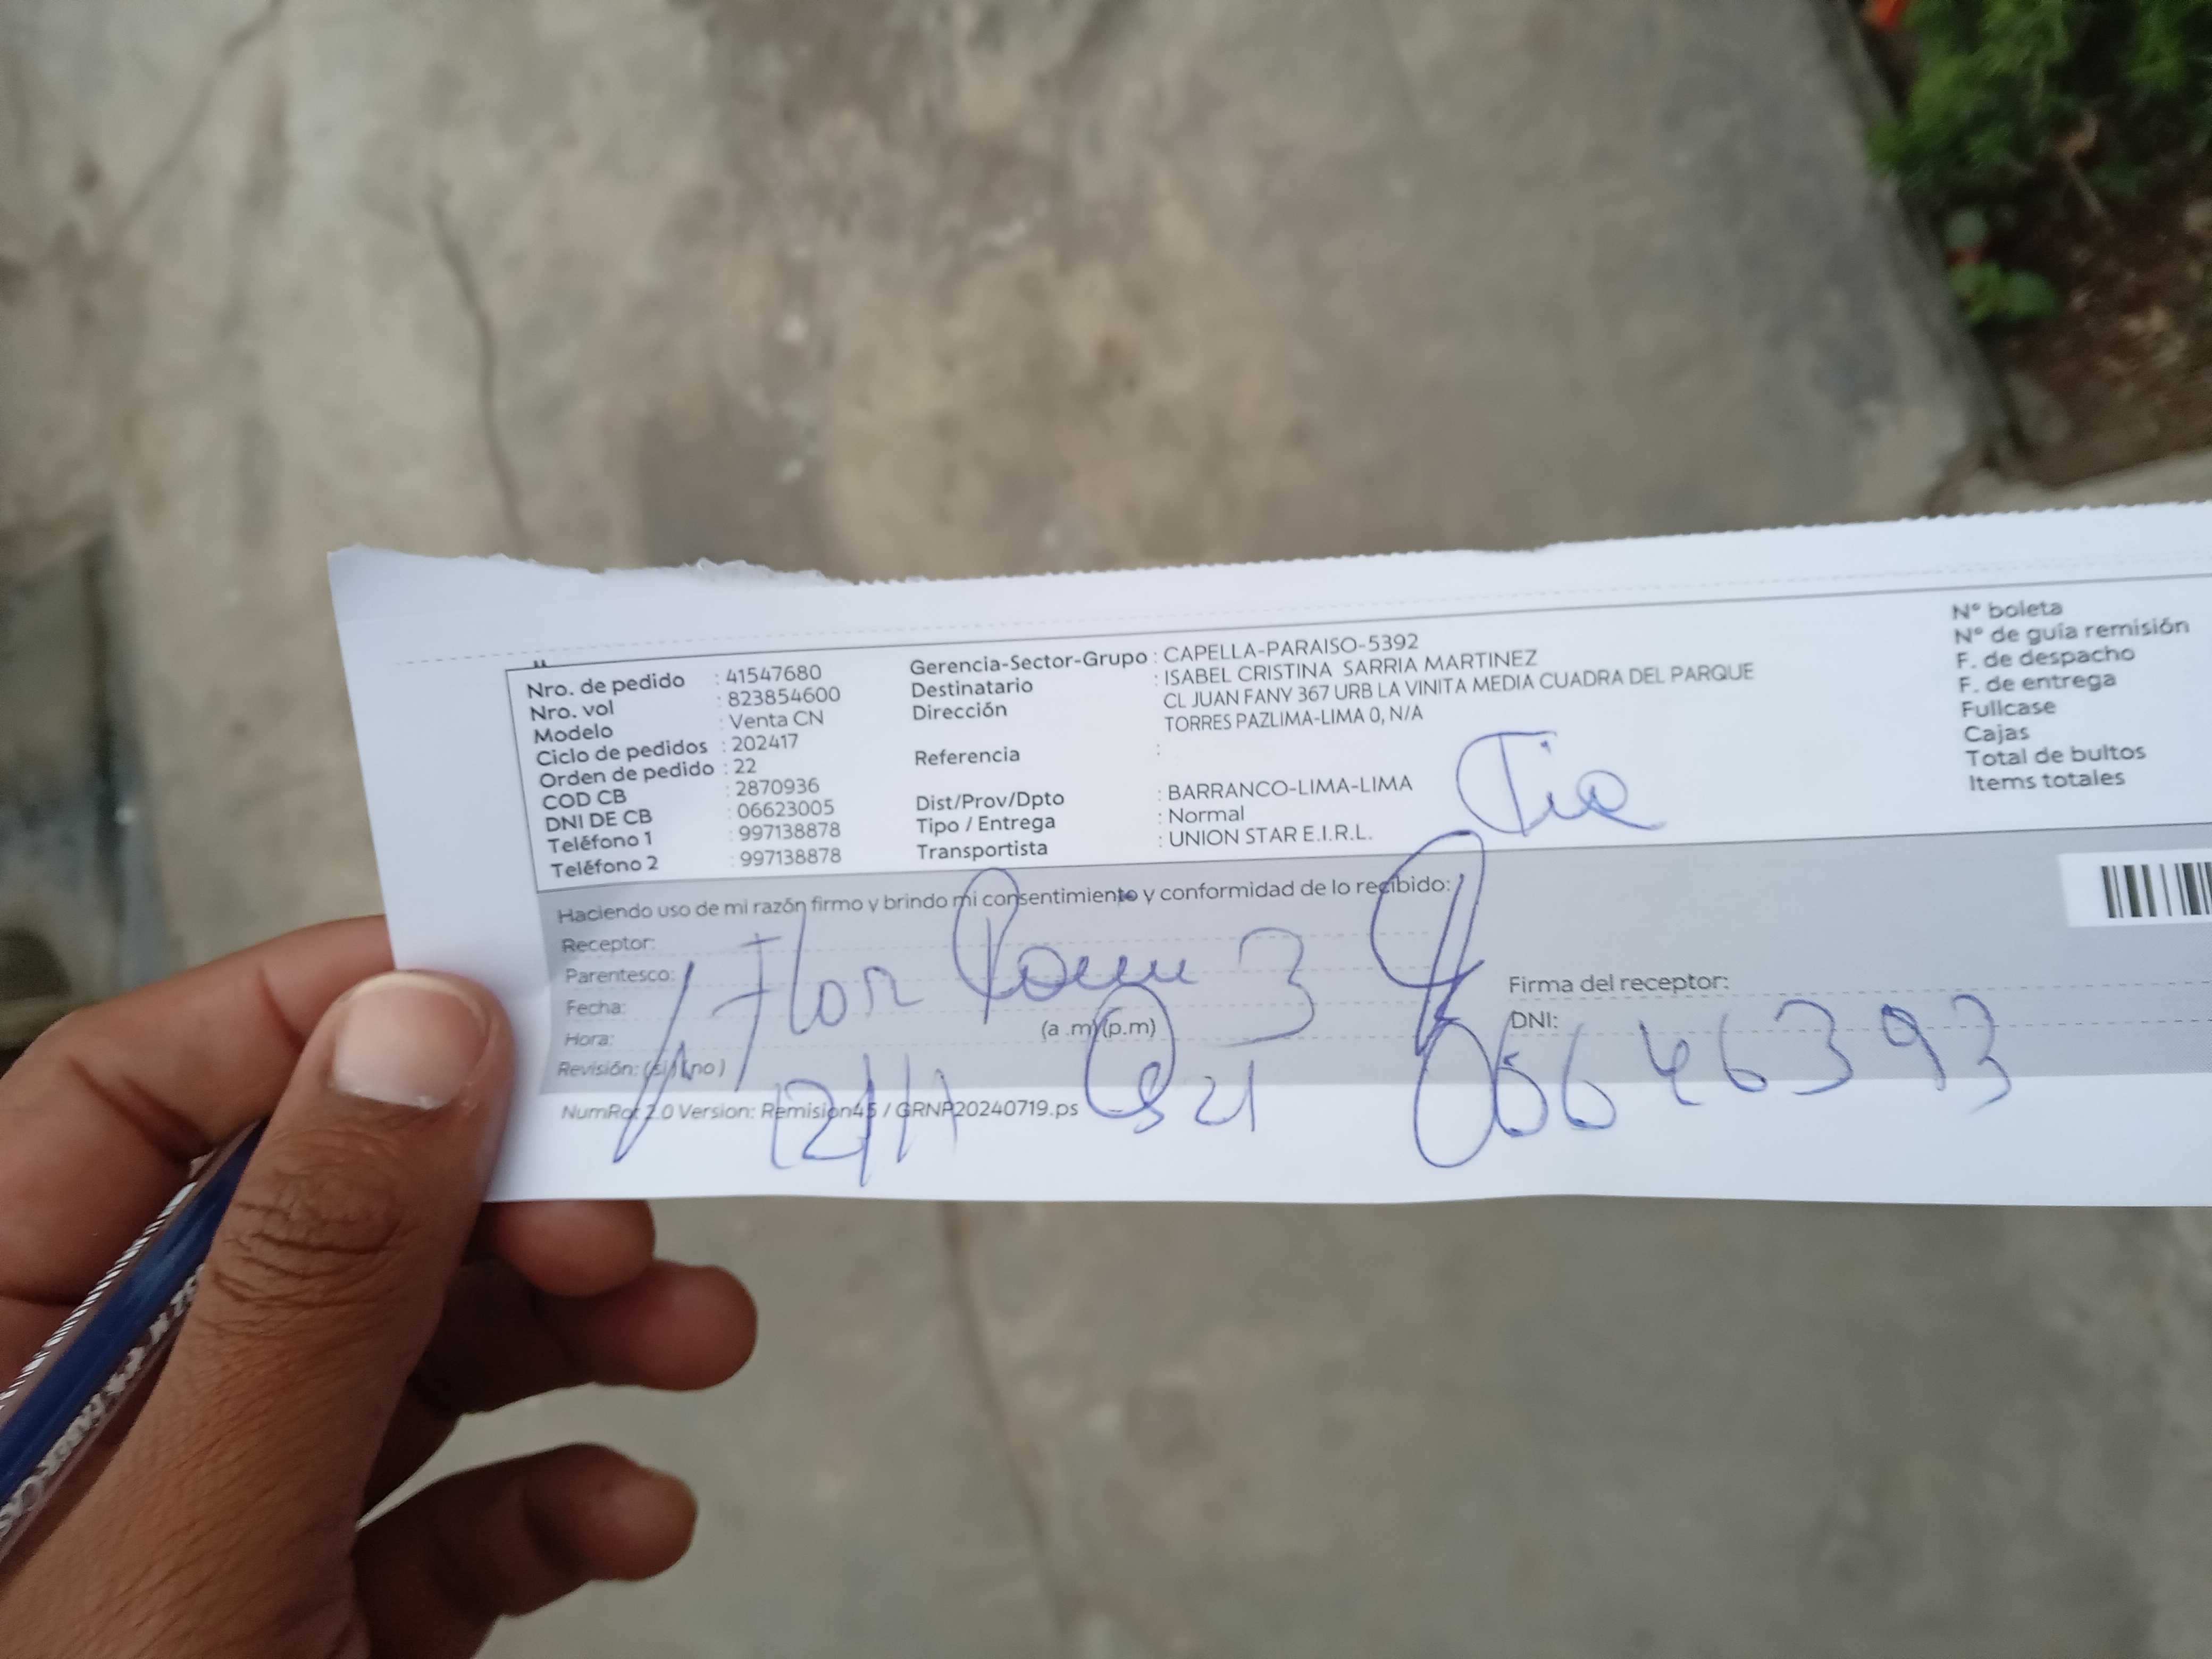 Nro. de pedido : 41547680
Nro. vol : 823854600
Modelo : Venta CN
Ciclo de pedidos : 202417
Orden de pedido : 22
COD CB : 2870936
DNI DE CB : 06623005
Teléfono 1 : 997138878
Teléfono 2 : 997138878
Gerencia-Sector-Grupo : CAPELLA-PARAISO-5392
Destinatario : ISABEL CRISTINA SARRIA MARTINEZ
Dirección CL JUAN FANY 367 URB LA VINITA MEDIA CUADRA DEL PARQUE
TORRES PAZLIMA-LIMA 0, N/A
Referencia :
Dist/Prov/Dpto : BARRANCO-LIMA-LIMA
Tipo / Entrega : Normal
Transportista : UNION STAR E.I.R.L.
Tia
N° boleta
N° de guía remisión
F. de despacho
F. de entrega
Fullcase
Cajas
Total de bultos
Items totales
Haciendo uso de mi razón firmo y brindo mi consentimiento y conformidad de lo recibido:
Receptor:
Parentesco:
Flor
Fecha:
Hora: (a .m) (p.m)
Revisión: (si) (no)
12/11
Firma del receptor:
DNI:
06646393
NumRot 2.0 Version: Remision45 / GRNP20240719.ps